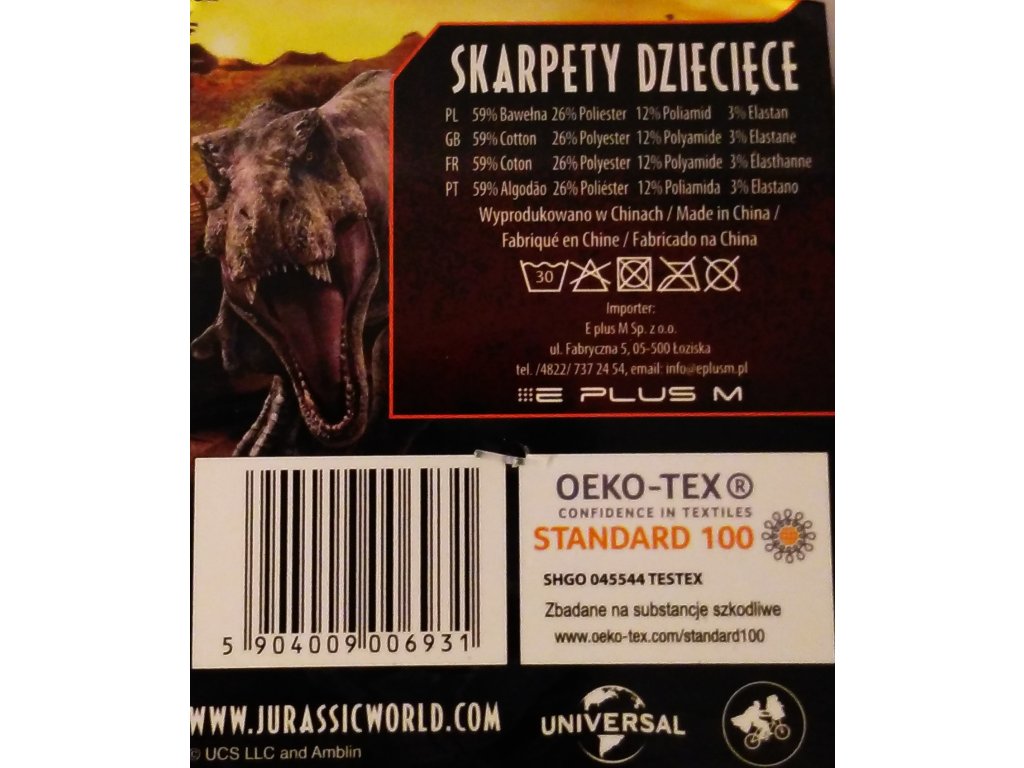 SKARPETY DZIECIĘCE
PL 59% Bawełna 26% Poliester 12% Poliamid 3% Elastan
GB 59% Cotton 26% Polyester 12% Polyamide 3% Elastane
FR 59% Coton 26% Polyester 12% Polyamide 3% Elasthanne
PT 59% Algodão 26% Poliéster 12% Poliamida 3% Elastano
Wyprodukowano w Chinach / Made in China /
Fabriqué en Chine / Fabricado na China
30
Importer:
E plus M Sp. z o.o.
ul. Fabryczna 5, 05-500 Łoziska
tel. /4822/ 737 24 54, email: info@eplusm.pl
E PLUS M
5 904009 006931
OEKO-TEX®
CONFIDENCE IN TEXTILES
STANDARD 100
SHGO 045544 TESTEX
Zbadane na substancje szkodliwe
www.oeko-tex.com/standard100
WWW.JURASSICWORLD.COM
© UCS LLC and Amblin
UNIVERSAL